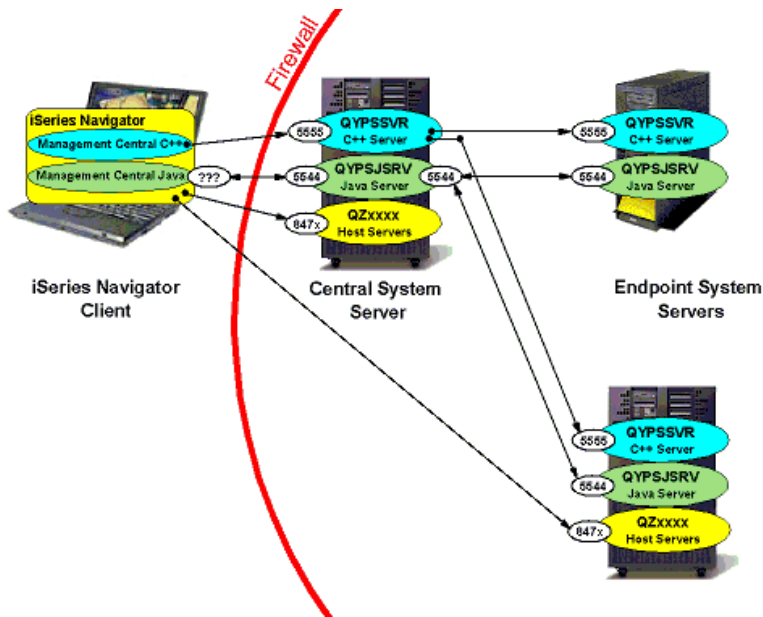 Firewall
iSeries Navigator
Management Central C++
Management Central Java
???
5555
QYPSSVR
C++ Server
5544
QYPSJSRV
Java Server
5544
847x
QZxxxx
Host Servers
5555
QYPSSVR
C++ Server
5544
QYPSJSRV
Java Server
iSeries Navigator
Client
Central System
Server
Endpoint System
Servers
5555
QYPSSVR
C++ Server
5544
QYPSJSRV
Java Server
847x
QZxxxx
Host Servers